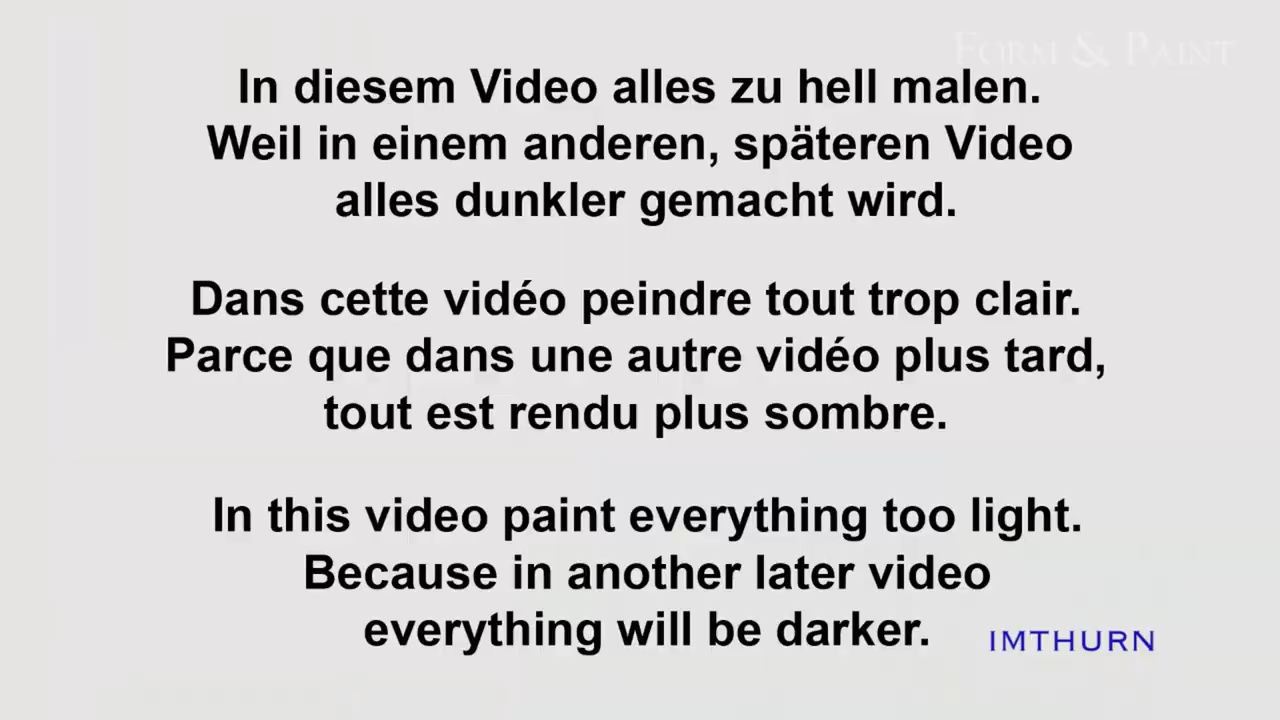 FORM & PAINT
In diesem Video alles zu hell malen.
Weil in einem anderen, späteren Video
alles dunkler gemacht wird.
Dans cette vidéo peindre tout trop clair.
Parce que dans une autre vidéo plus tard,
tout est rendu plus sombre.
In this video paint everything too light.
Because in another later video
everything will be darker.
IMTHURN